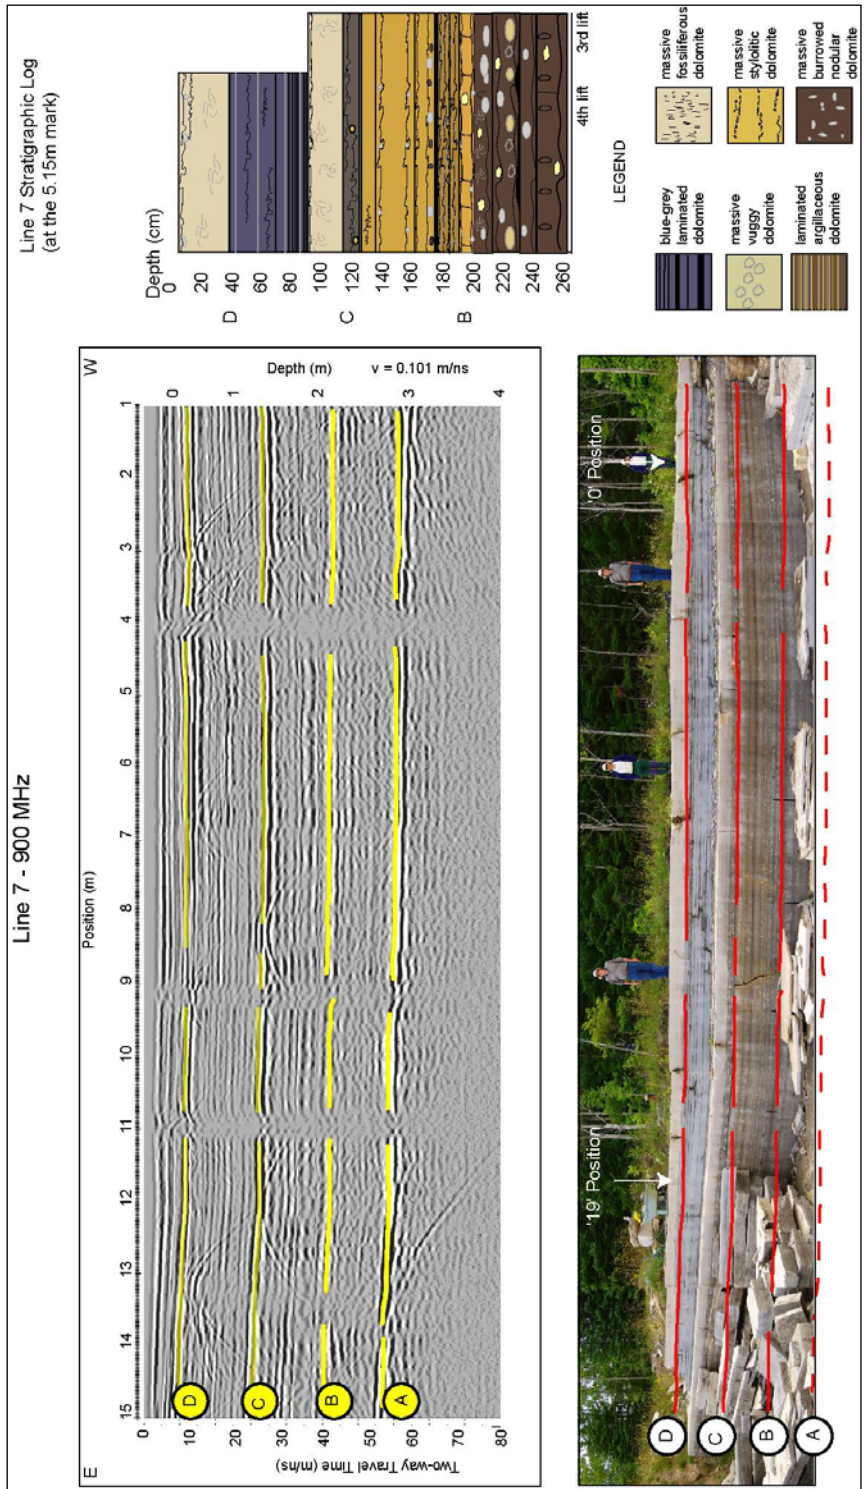 Line 7 - 900 MHz
E
Position (m)
W
15 14 13 12 11 10 9 8 7 6 5 4 3 2 1
Two-way Travel Time (m/ns)
0
10
20
30
40
50
60
70
80
Depth (m)
0
1
2
3
4
v = 0.101 m/ns
D
C
B
A
Line 7 Stratigraphic Log
(at the 5.15m mark)
Depth (cm)
0
20
40
60
80
100
120
140
160
180
200
220
240
260
D
C
B
4th lift
3rd lift
'19' Position
'0' Position
D
C
B
A
LEGEND
blue-grey
laminated
dolomite
massive
fossiliferous
dolomite
massive
vuggy
dolomite
massive
stylolitic
dolomite
laminated
argillaceous
dolomite
massive
burrowed
nodular
dolomite